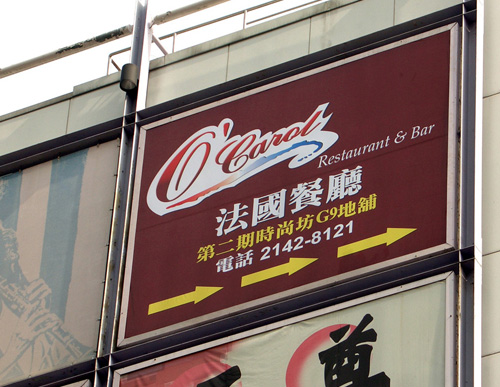 O'Carol
Restaurant & Bar
法國餐廳
第二期時尚坊G9地舖
電話 2142-8121
尊